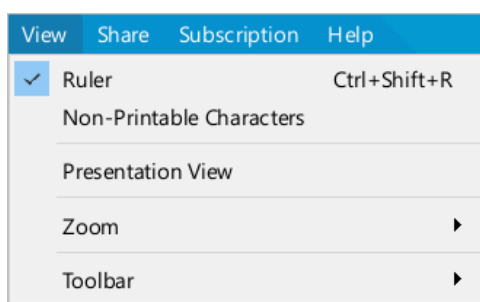 View Share Subscription Help
Ruler Ctrl+Shift+R
Non-Printable Characters
Presentation View
Zoom
Toolbar